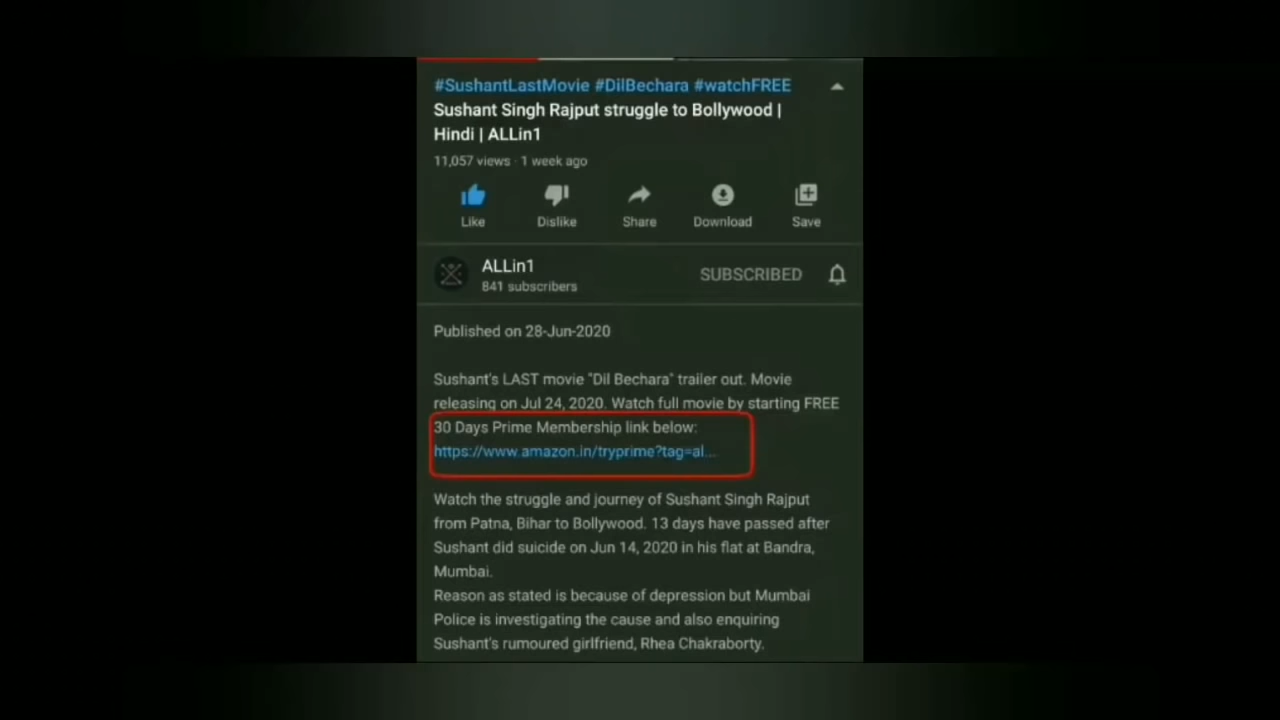 #SushantLastMovie #DilBechara #watchFREE
Sushant Singh Rajput struggle to Bollywood |
Hindi | ALLin1
11,057 views · 1 week ago
Like Dislike Share Download Save
ALLin1
841 subscribers
SUBSCRIBED
Published on 28-Jun-2020
Sushant's LAST movie "Dil Bechara" trailer out. Movie
releasing on Jul 24, 2020. Watch full movie by starting FREE
30 Days Prime Membership link below:
https://www.amazon.in/tryprime?tag=al...
Watch the struggle and journey of Sushant Singh Rajput
from Patna, Bihar to Bollywood. 13 days have passed after
Sushant did suicide on Jun 14, 2020 in his flat at Bandra,
Mumbai.
Reason as stated is because of depression but Mumbai
Police is investigating the cause and also enquiring
Sushant's rumoured girlfriend, Rhea Chakraborty.